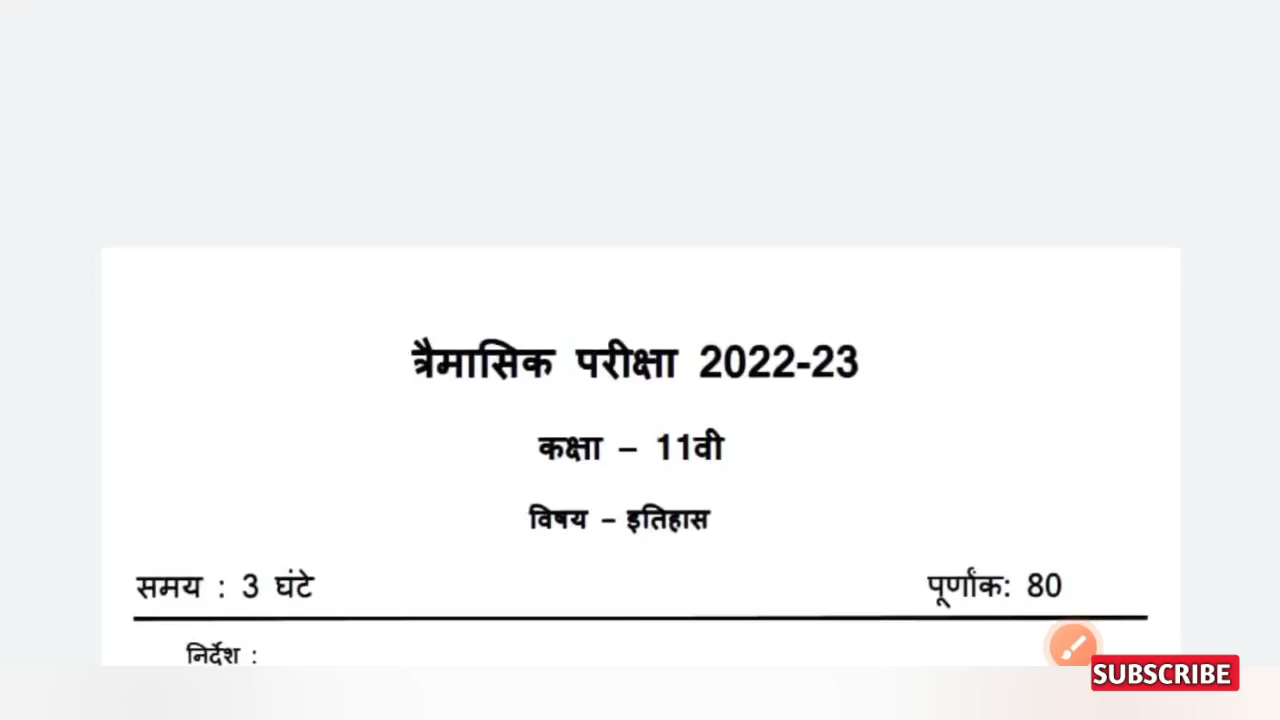 त्रैमासिक परीक्षा 2022-23
कक्षा – 11वी
विषय – इतिहास
समय : 3 घंटे पूर्णांक: 80
निर्देश :
SUBSCRIBE